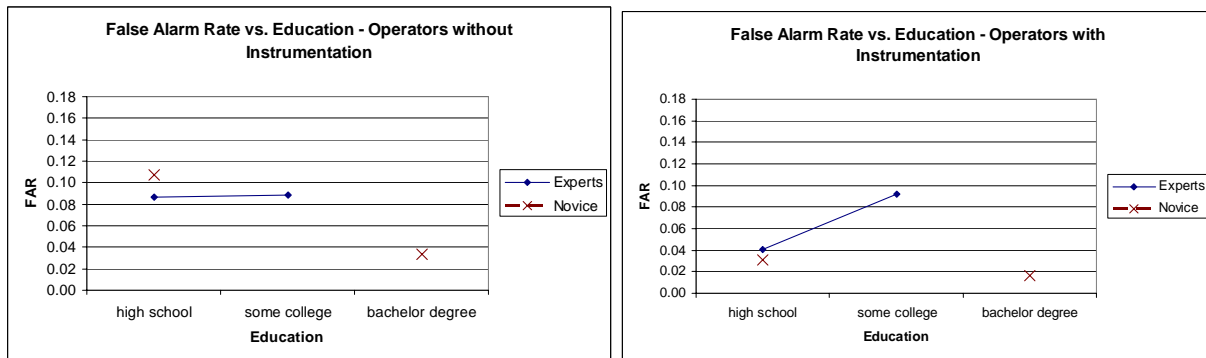 False Alarm Rate vs. Education - Operators without
Instrumentation
0.18
0.16
0.14
0.12
0.10
0.08
0.06
0.04
0.02
0.00
FAR
high school some college bachelor degree
Education
Experts
Novice
False Alarm Rate vs. Education - Operators with
Instrumentation
0.18
0.16
0.14
0.12
0.10
0.08
0.06
0.04
0.02
0.00
FAR
high school some college bachelor degree
Education
Experts
Novice